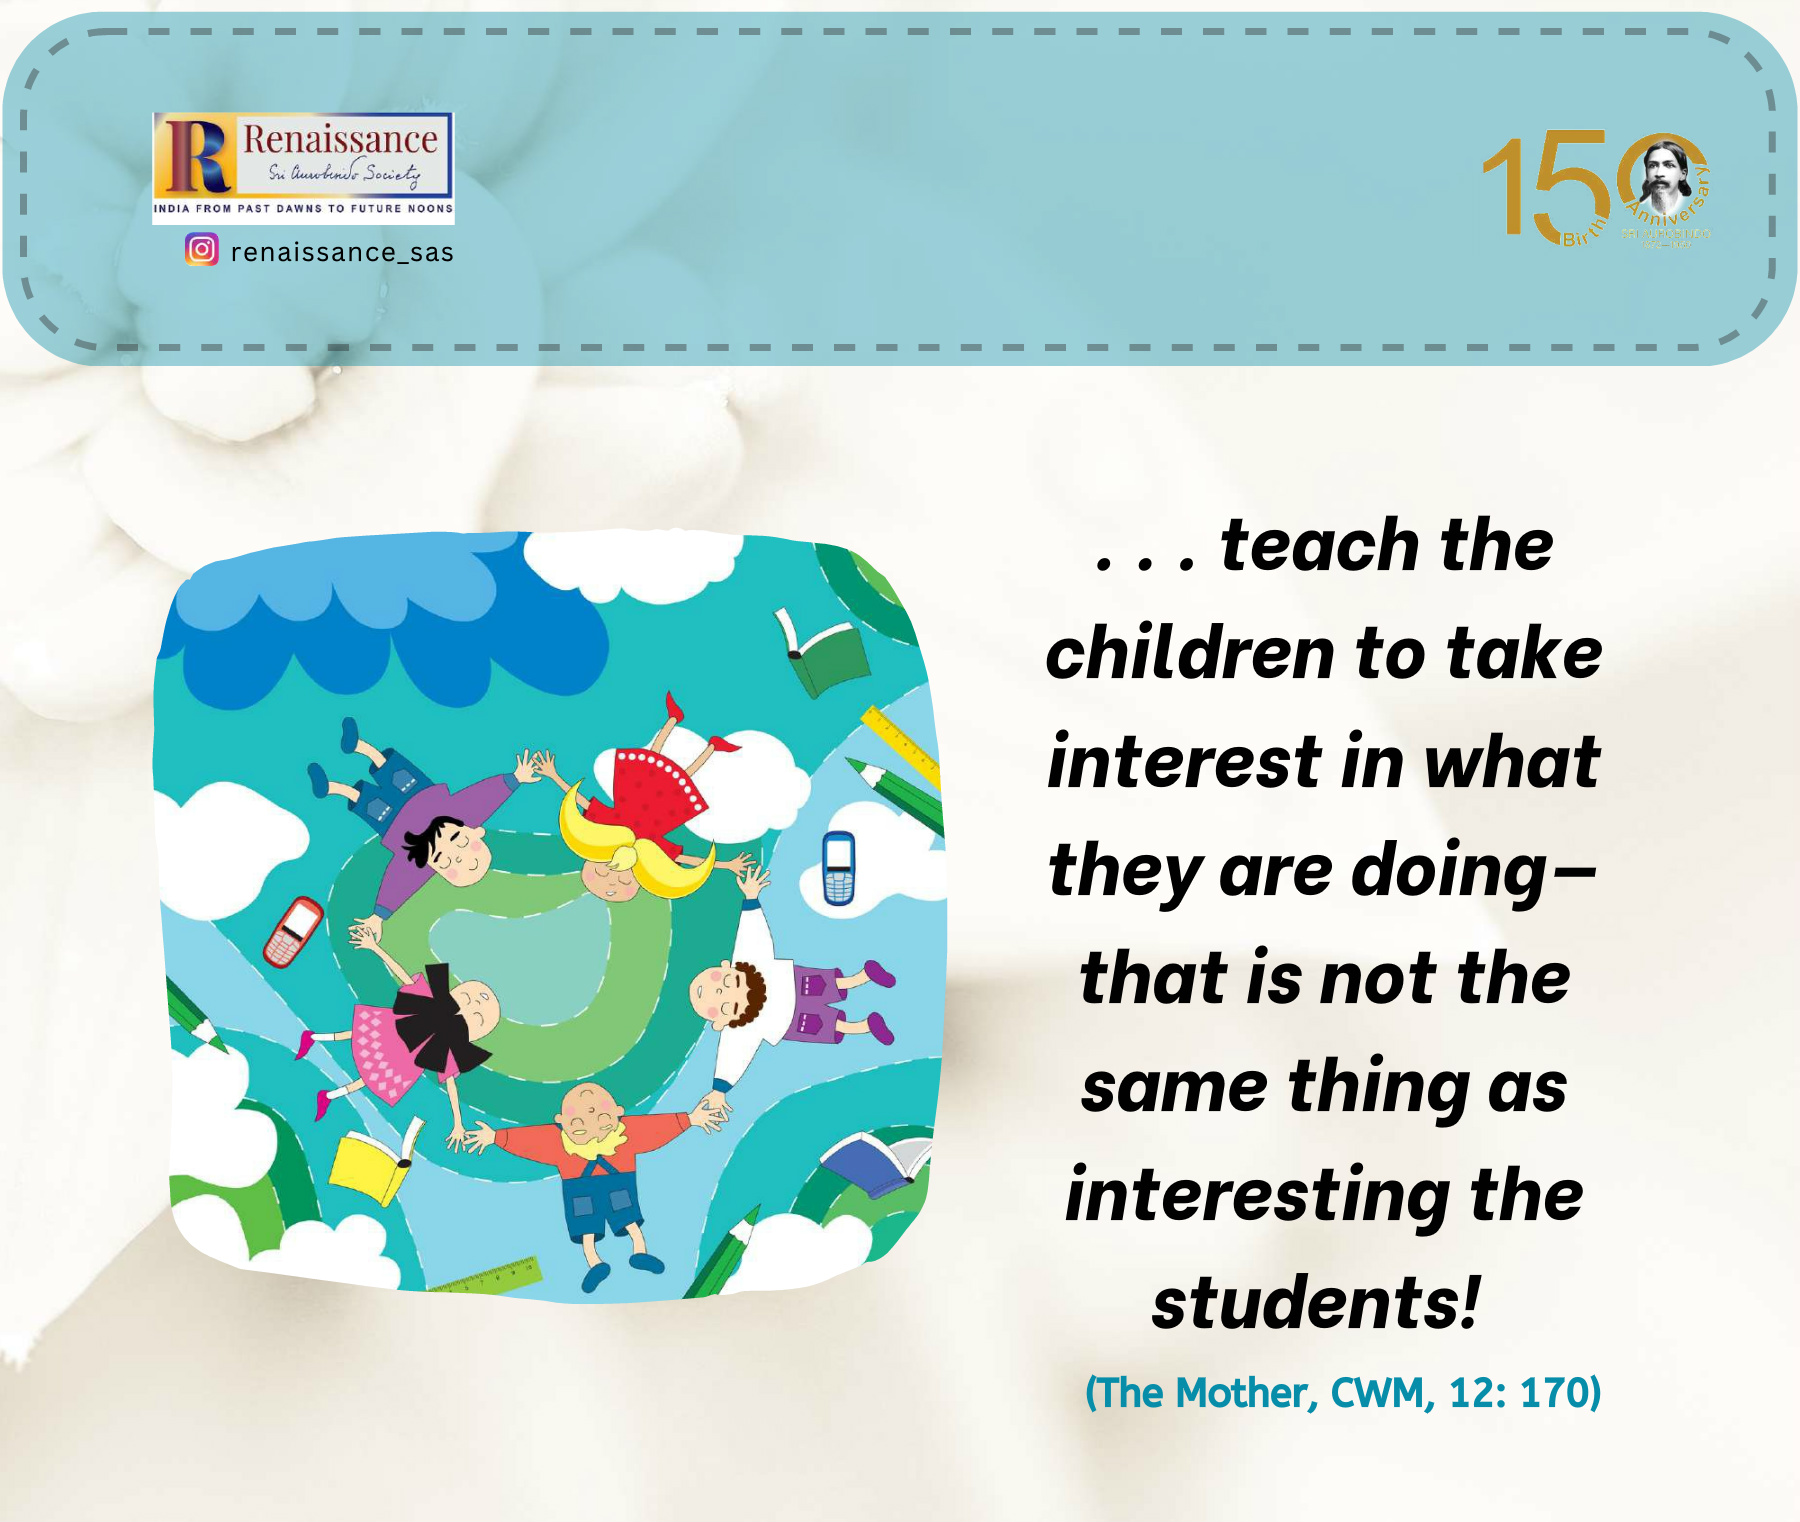 R Renaissance
Sri Aurobindo Society
INDIA FROM PAST DAWNS TO FUTURE NOONS
renaissance_sas
150
Birth Anniversary
SRI AUROBINDO
. . . teach the
children to take
interest in what
they are doing—
that is not the
same thing as
interesting the
students!
(The Mother, CWM, 12: 170)